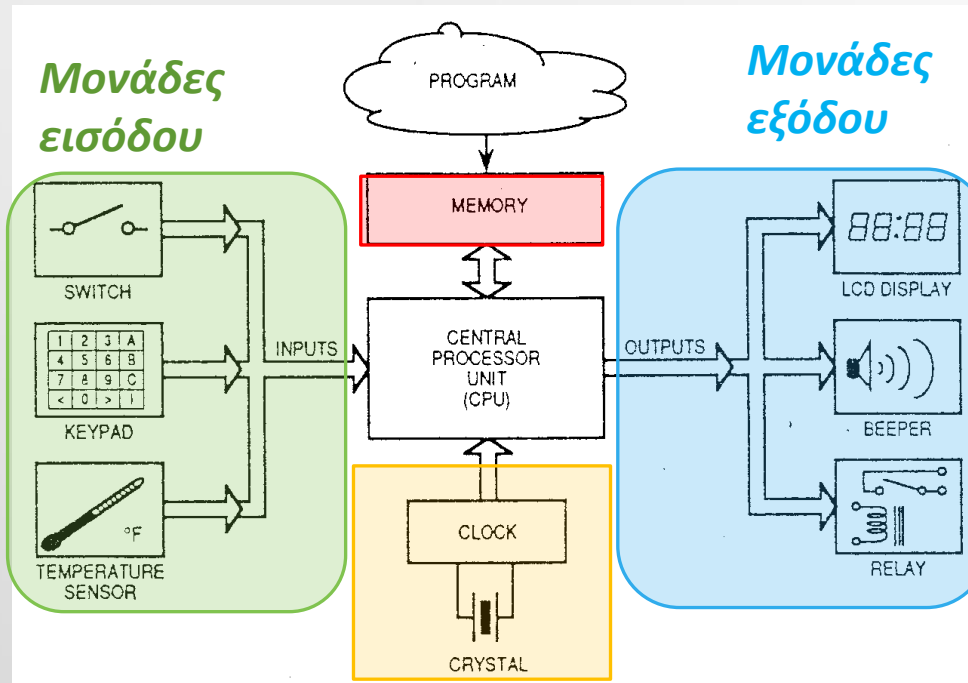 Μονάδες
εισόδου
Μονάδες
εξόδου
PROGRAM
MEMORY
SWITCH
1 2 3 A
4 5 6 B
7 8 9 C
< 0 > |
KEYPAD
°F
TEMPERATURE
SENSOR
INPUTS
CENTRAL
PROCESSOR
UNIT
(CPU)
OUTPUTS
CLOCK
CRYSTAL
88:88
LCD DISPLAY
BEEPER
RELAY